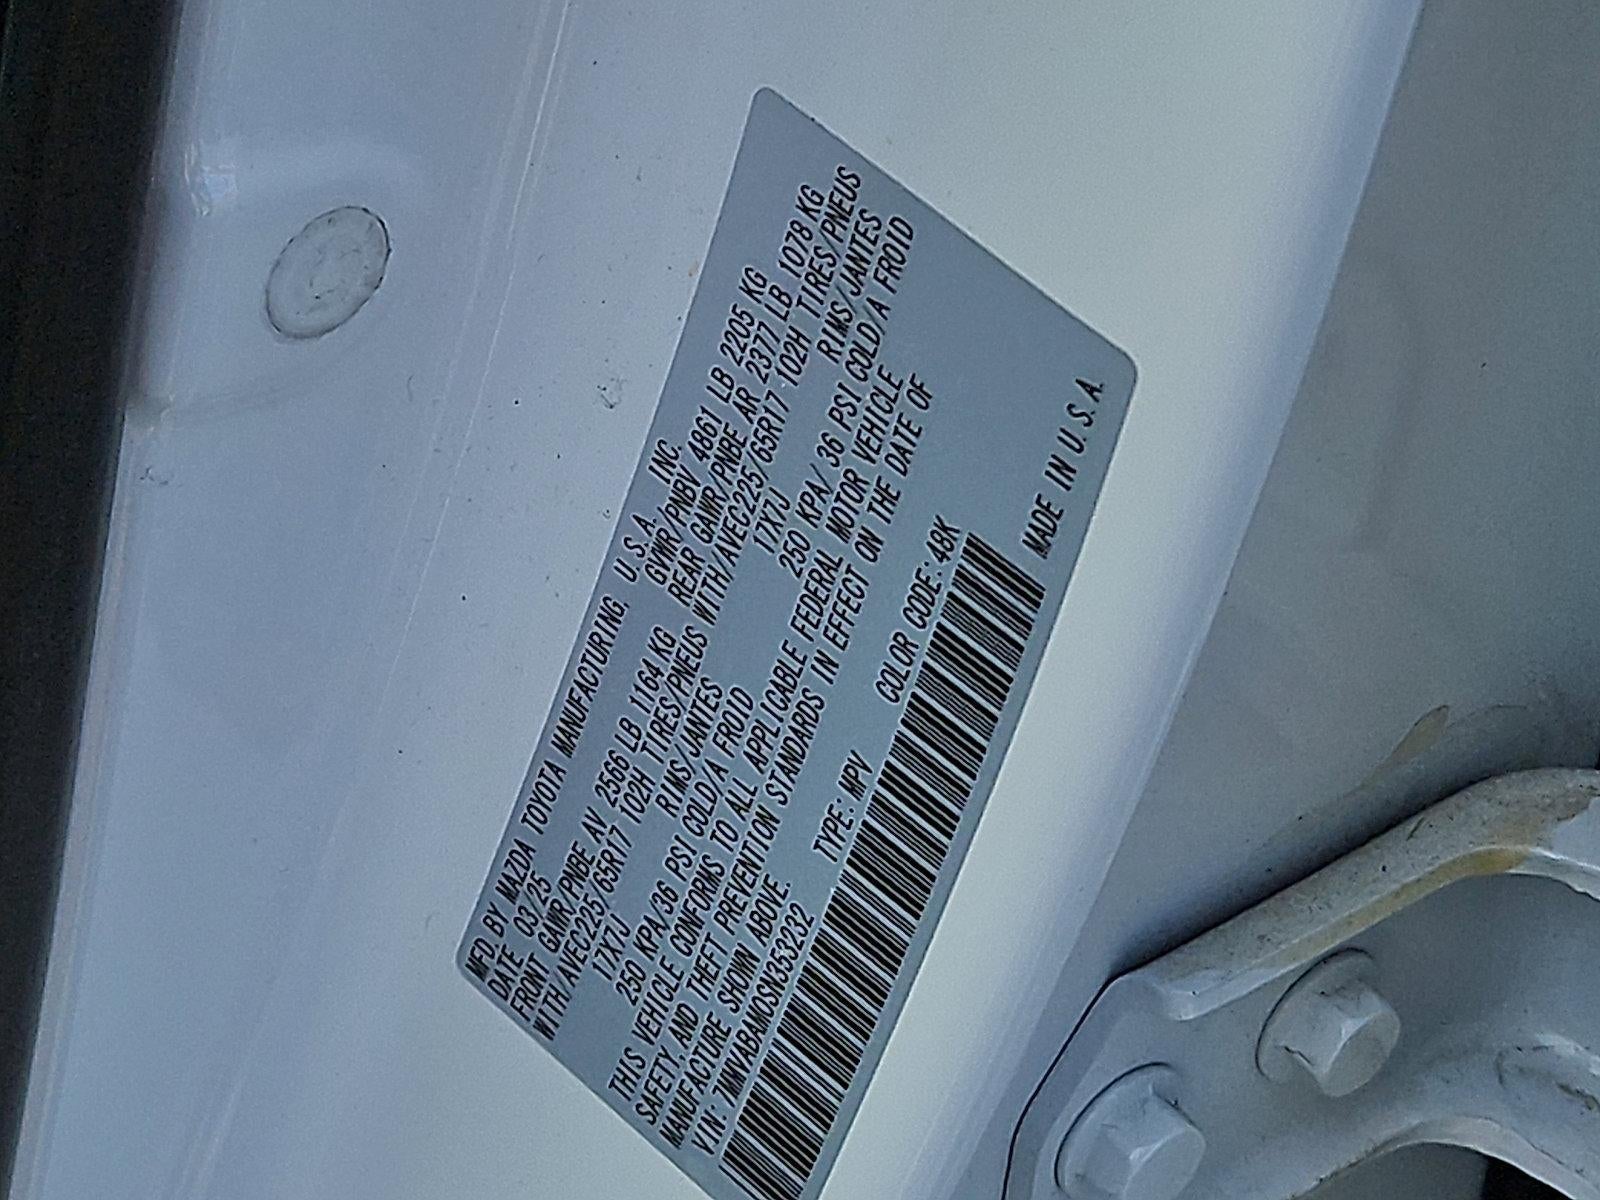 MFD BY MAZDA TOYOTA MANUFACTURING, U.S.A. INC.
DATE 03/25 GVWR/PNBV 4861 LB 2205 KG
FRONT GAWR/PNBE AV 2566 LB 1164 KG REAR GAWR/PNBE AR 2377 LB 1078 KG
WITH/AVEC225/65R17 102H TIRES/PNEUS WITH/AVEC225/65R17 102H TIRES/PNEUS
17X7J RIMS/JANTES 17X7J RIMS/JANTES
250 KPA/36 PSI COLD/A FROID 250 KPA/36 PSI COLD/A FROID
THIS VEHICLE CONFORMS TO ALL APPLICABLE FEDERAL MOTOR VEHICLE
SAFETY, AND THEFT PREVENTION STANDARDS IN EFFECT ON THE DATE OF
MANUFACTURE SHOWN ABOVE.
VIN: 7MMVABAM0SN353232 TYPE: MPV COLOR CODE: 48K
MADE IN U.S.A.